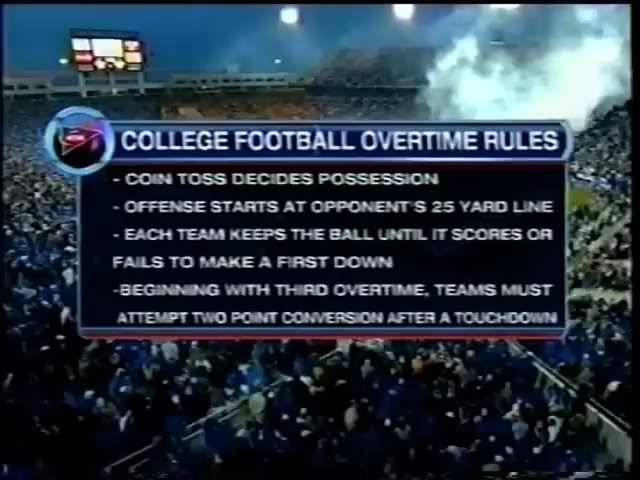 COLLEGE FOOTBALL OVERTIME RULES
- COIN TOSS DECIDES POSSESSION
- OFFENSE STARTS AT OPPONENT'S 25 YARD LINE
- EACH TEAM KEEPS THE BALL UNTIL IT SCORES OR
FAILS TO MAKE A FIRST DOWN
-BEGINNING WITH THIRD OVERTIME, TEAMS MUST
ATTEMPT TWO POINT CONVERSION AFTER A TOUCHDOWN